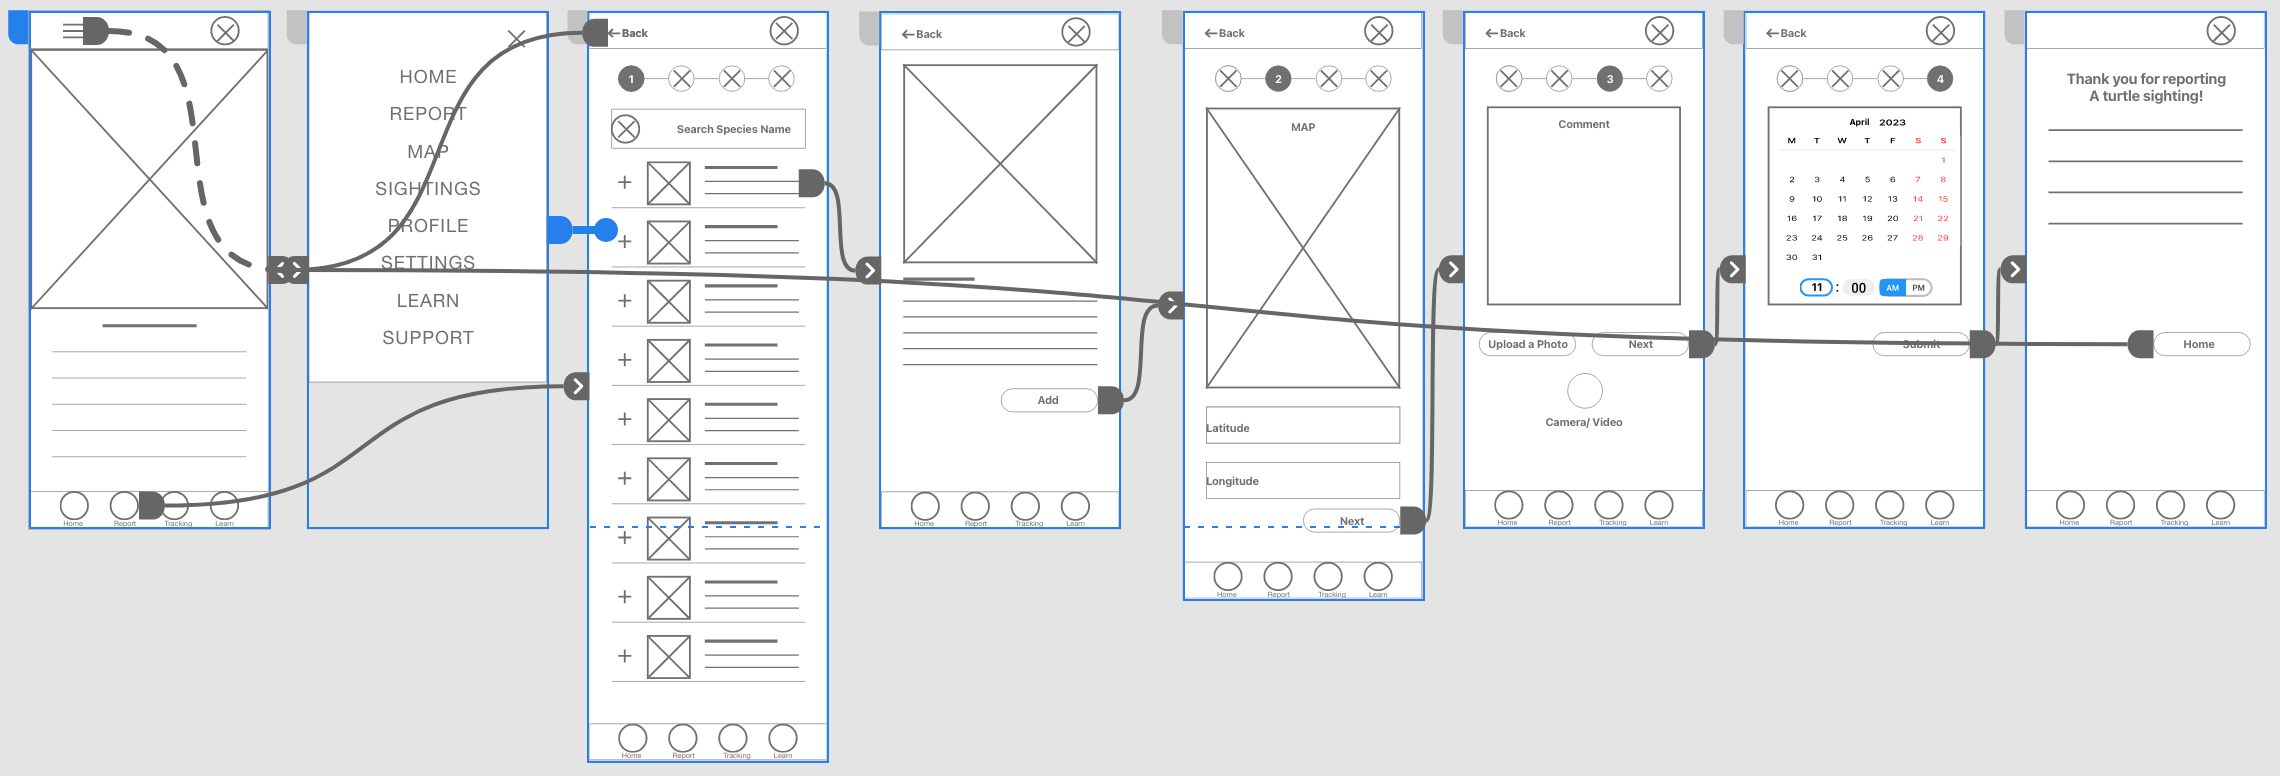 Home
Report
Tracking
Learn
HOME
REPORT
MAP
SIGHTINGS
PROFILE
SETTINGS
LEARN
SUPPORT
Back
1
Search Species Name
Home
Report
Tracking
Learn
Back
Add
Home
Report
Tracking
Learn
Back
2
MAP
Latitude
Longitude
Next
Home
Report
Tracking
Learn
Back
3
Comment
Upload a Photo
Next
Camera/ Video
Home
Report
Tracking
Learn
Back
4
April 2023
M T W T F S S
1
2 3 4 5 6 7 8
9 10 11 12 13 14 15
16 17 18 19 20 21 22
23 24 25 26 27 28 29
30 31
11 : 00 AM PM
Submit
Home
Report
Tracking
Learn
Thank you for reporting
A turtle sighting!
Home
Home
Report
Tracking
Learn